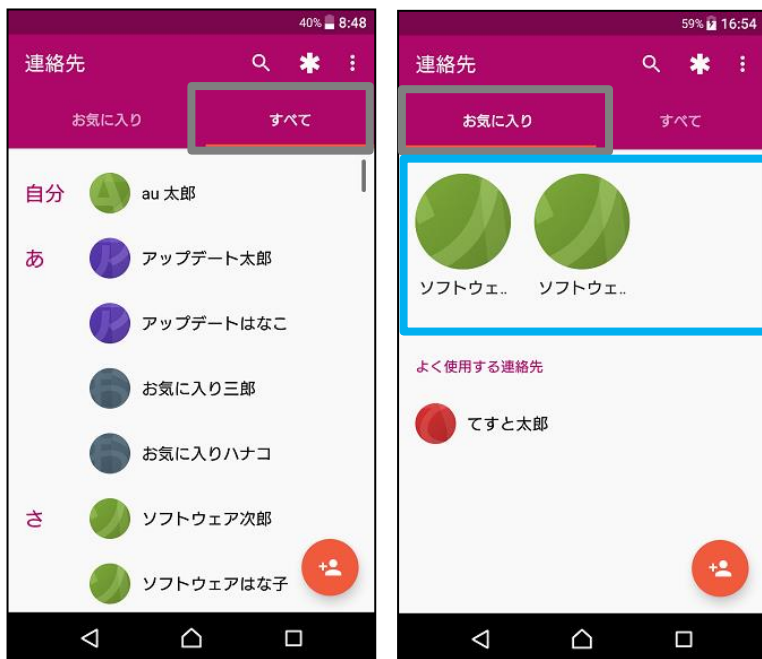 40% 8:48
連絡先
お気に入り すべて
自分 au 太郎
あ アップデート太郎
アップデートはなこ
お気に入り三郎
お気に入りハナコ
さ ソフトウェア次郎
ソフトウェアはな子
59% 16:54
連絡先
お気に入り すべて
ソフトウェ.. ソフトウェ..
よく使用する連絡先
てすと太郎